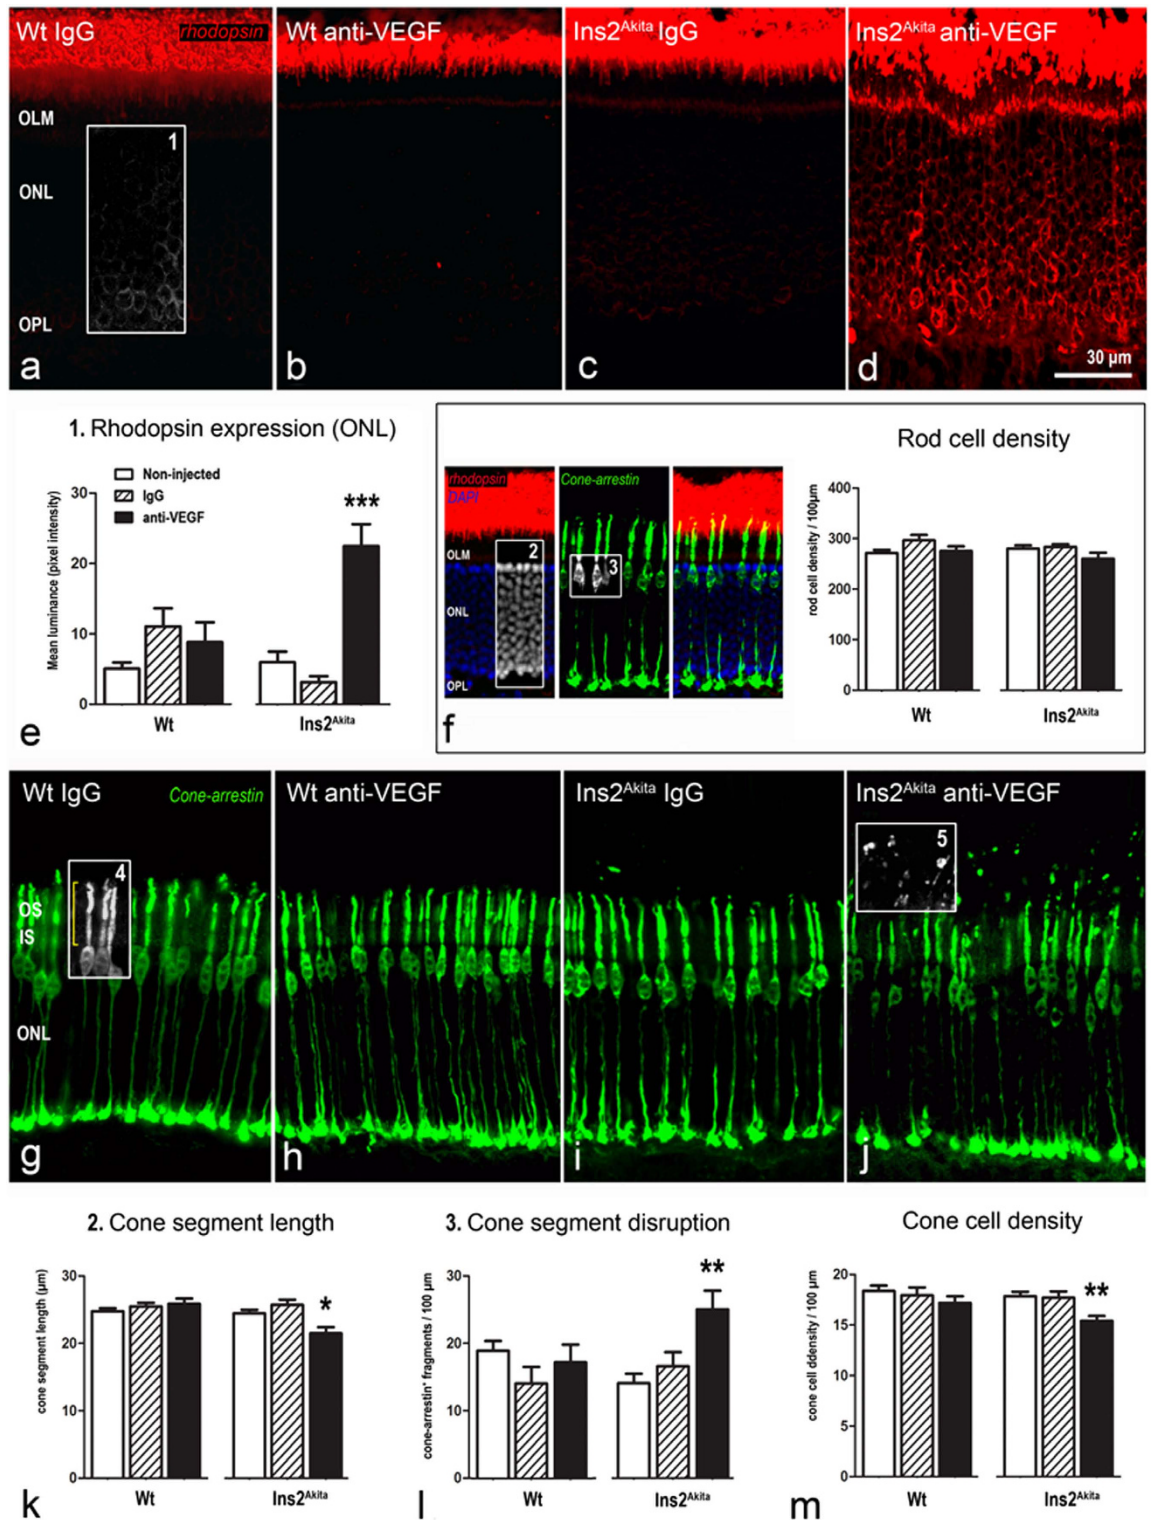 Wt IgG
rhodopsin
Wt anti-VEGF
Ins2Akita IgG
Ins2Akita anti-VEGF
OLM
1
ONL
OPL
30 µm
a
b
c
d
1. Rhodopsin expression (ONL)
Non-injected
IgG
anti-VEGF
***
30
20
10
0
Mean luminance (pixel intensity)
Wt
Ins2Akita
e
rhodopsin
DAPI
Cone-arrestin
OLM
2
3
ONL
OPL
f
Rod cell density
400
300
200
100
0
rod cell density / 100µm
Wt
Ins2Akita
Wt IgG
Cone-arrestin
Wt anti-VEGF
Ins2Akita IgG
Ins2Akita anti-VEGF
4
5
OS
IS
ONL
g
h
i
j
2. Cone segment length
30
20
10
0
cone segment length (µm)
*
Wt
Ins2Akita
k
3. Cone segment disruption
30
20
10
0
cone-arrestin+ fragments / 100 µm
**
Wt
Ins2Akita
l
Cone cell density
20
15
10
5
0
cone cell ddensity / 100 µm
**
Wt
Ins2Akita
m